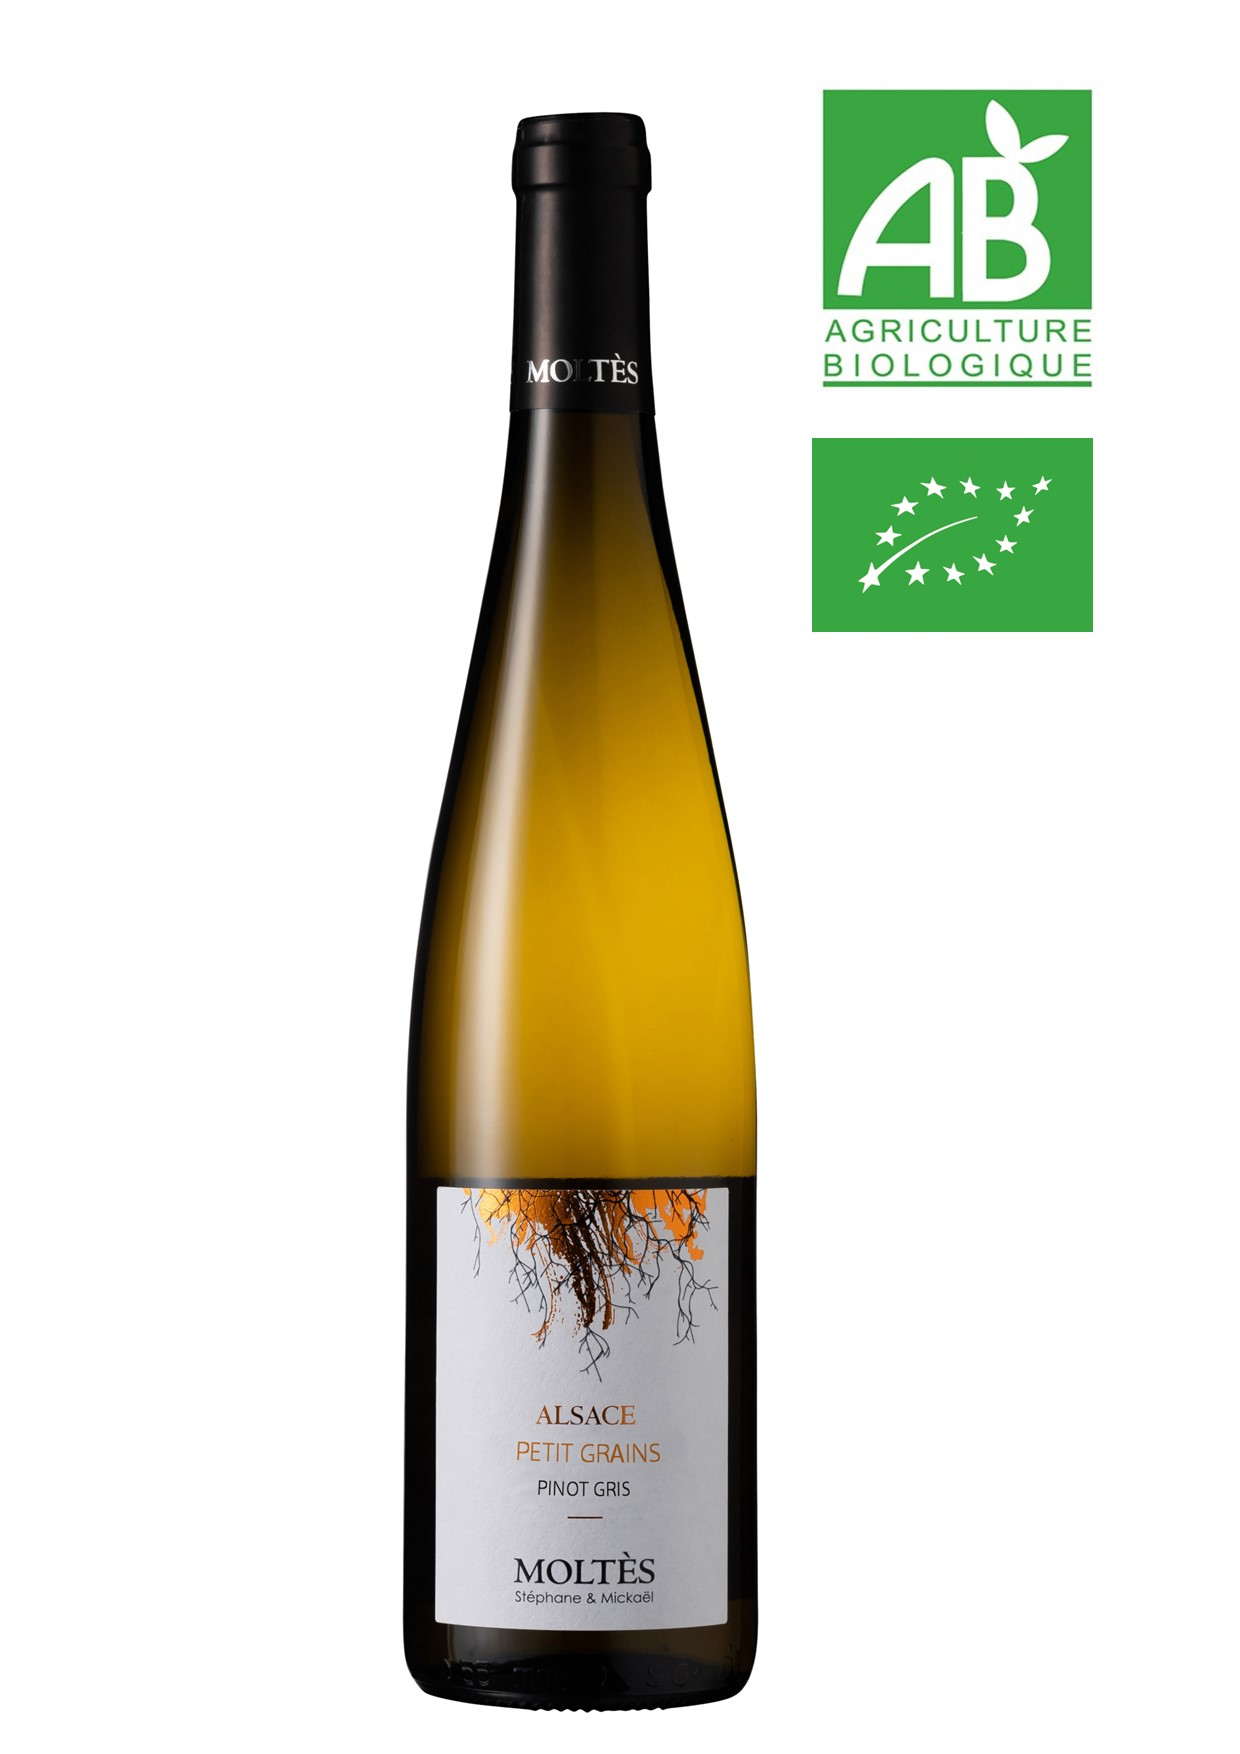 AB
AGRICULTURE
BIOLOGIQUE
MOLTÈS
ALSACE
PETIT GRAINS
PINOT GRIS
MOLTÈS
Stéphane & Mickaël